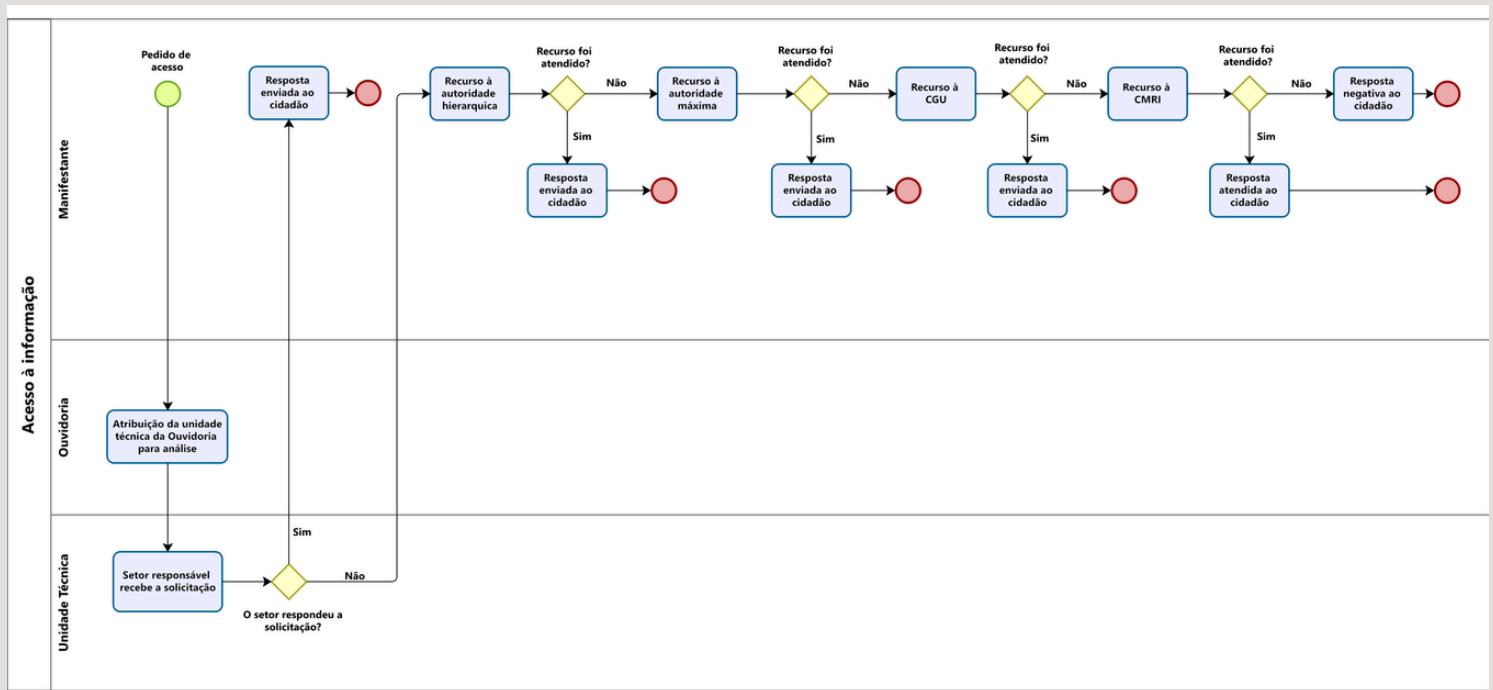 Acesso à informação
Manifestante
Pedido de
acesso
Resposta
enviada ao
cidadão
Recurso à
autoridade
hierarquica
Recurso foi
atendido?
Não
Sim
Resposta
enviada ao
cidadão
Recurso à
autoridade
máxima
Recurso foi
atendido?
Não
Sim
Resposta
enviada ao
cidadão
Recurso à
CGU
Recurso foi
atendido?
Não
Sim
Resposta
enviada ao
cidadão
Recurso à
CMRI
Recurso foi
atendido?
Não
Sim
Resposta
negativa ao
cidadão
Resposta
atendida ao
cidadão
Ouvidoria
Atribuição da unidade
técnica da Ouvidoria
para análise
Unidade Técnica
Setor responsável
recebe a solicitação
Sim
Não
O setor respondeu a
solicitação?